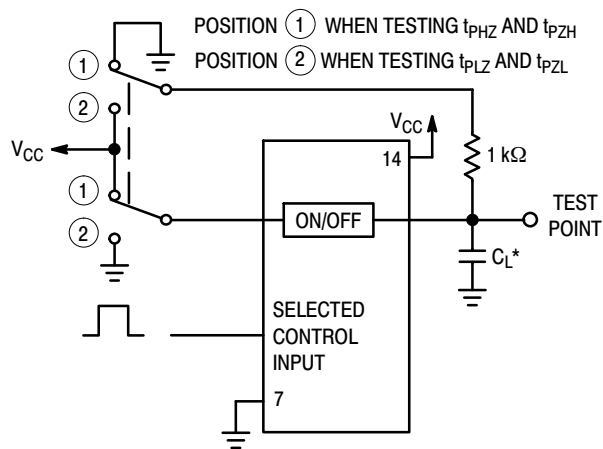 POSITION 1 WHEN TESTING tPHZ AND tPZH
POSITION 2 WHEN TESTING tPLZ AND tPZL
1
2
VCC
1
2
VCC
14
1 kΩ
ON/OFF
TEST
POINT
CL*
SELECTED
CONTROL
INPUT
7